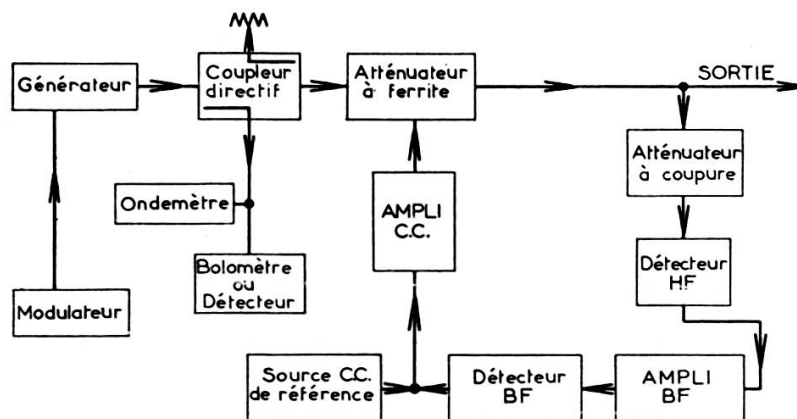 Générateur
Coupleur
directif
Atténuateur
à ferrite
SORTIE
Atténuateur
à coupure
Ondemètre
AMPLI
C.C.
Bolomètre
ou
Détecteur
Détecteur
HF
Modulateur
Source C.C.
de référence
Détecteur
BF
AMPLI
BF